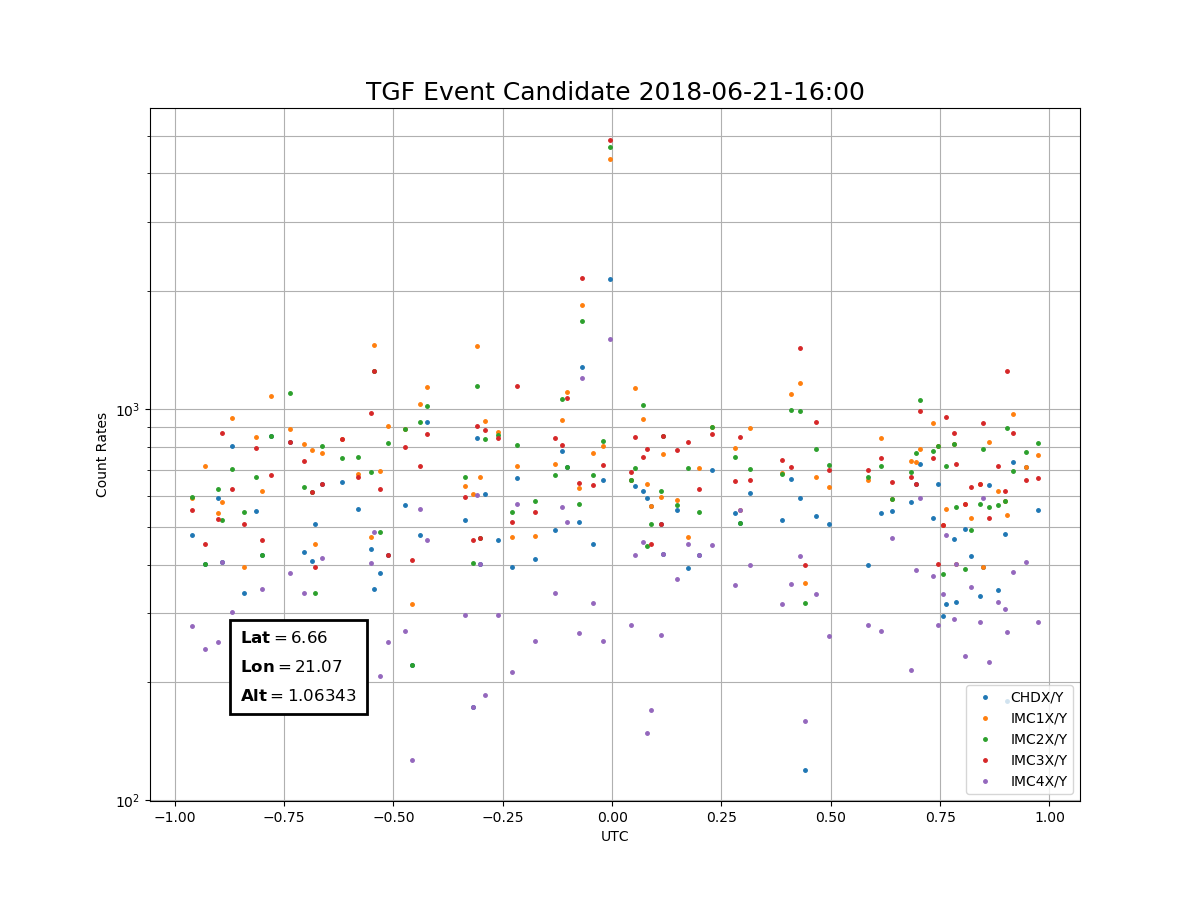 TGF Event Candidate 2018-06-21-16:00
Count Rates
10³
10²
Lat = 6.66
Lon = 21.07
Alt = 1.06343
CHDX/Y
IMC1X/Y
IMC2X/Y
IMC3X/Y
IMC4X/Y
−1.00 −0.75 −0.50 −0.25 0.00 0.25 0.50 0.75 1.00
UTC